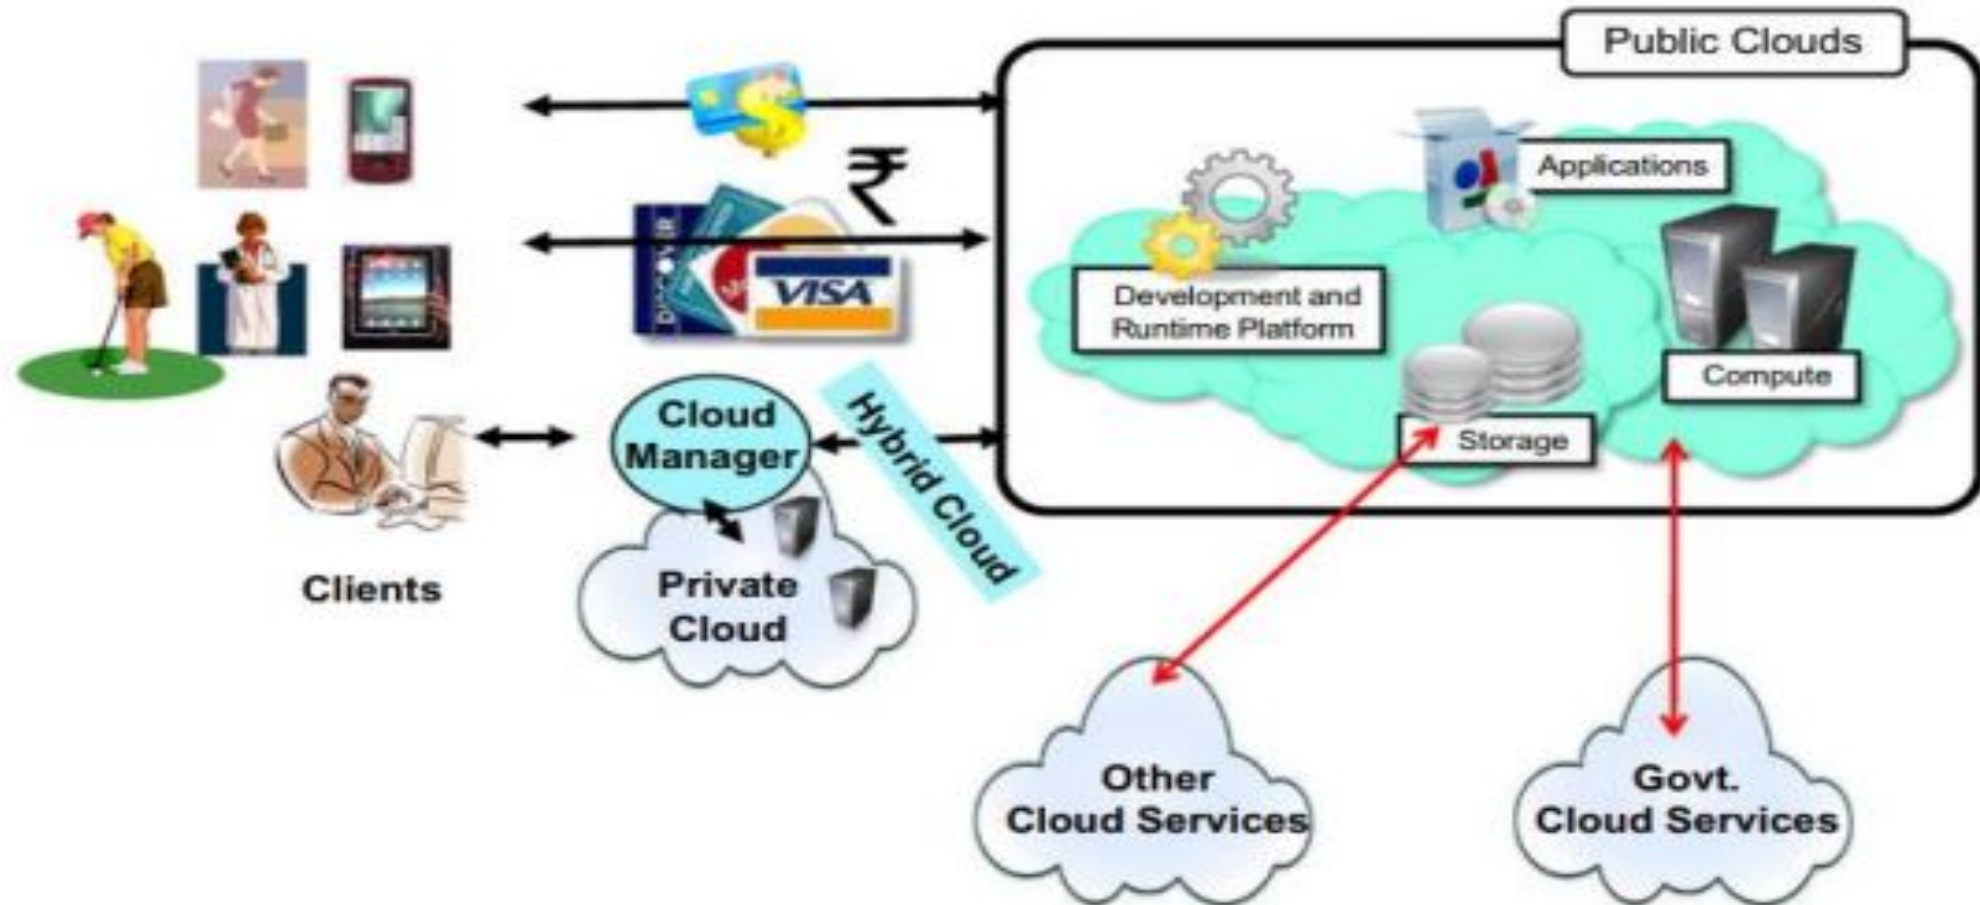 Public Clouds
Applications
Development and
Runtime Platform
Compute
Storage
₹
DISCOVER
VISA
Cloud
Manager
Hybrid Cloud
Private
Cloud
Clients
Other
Cloud Services
Govt.
Cloud Services